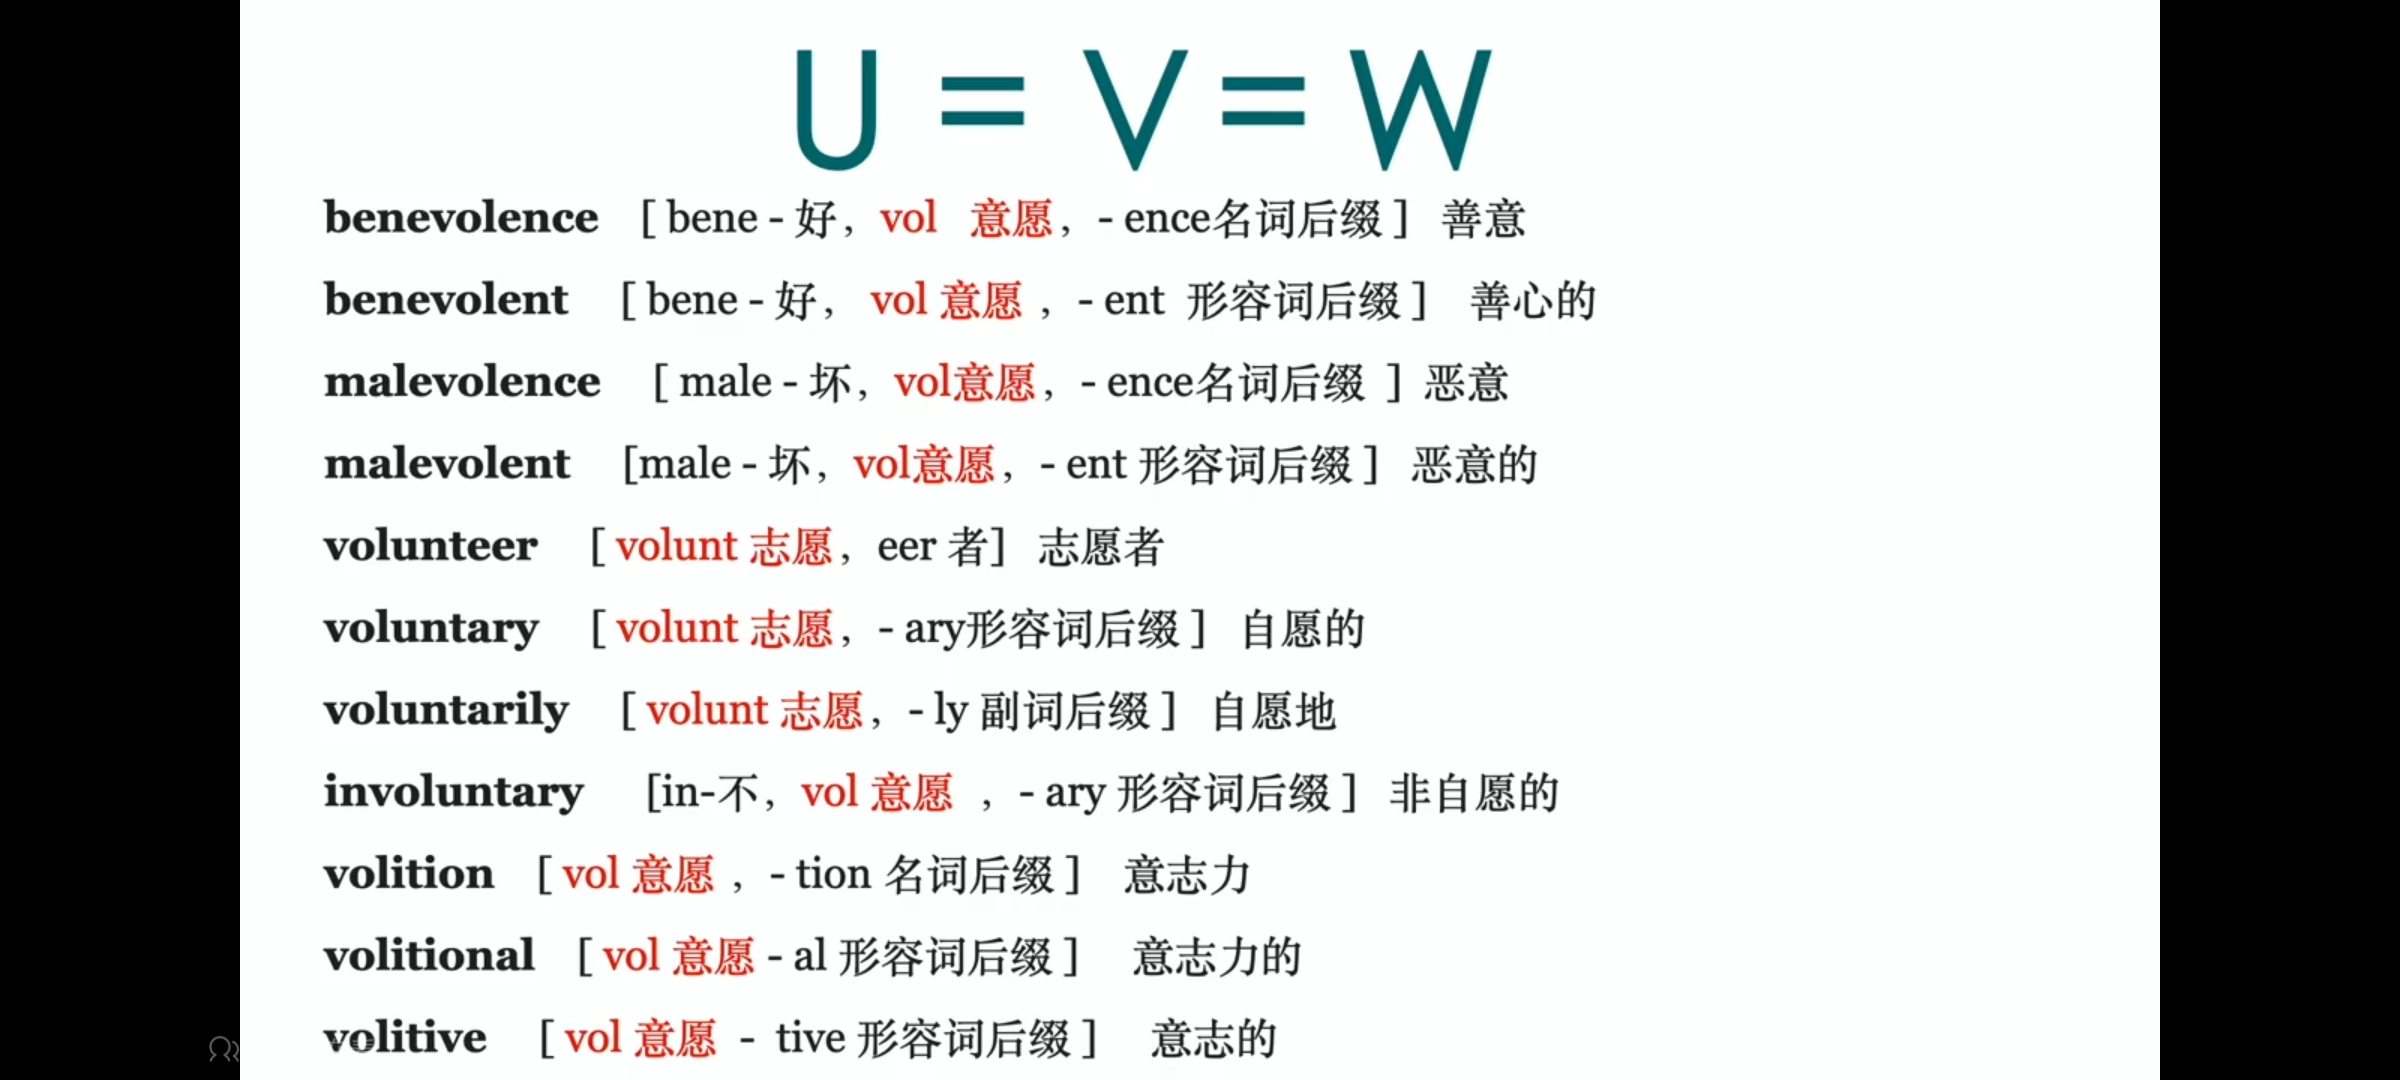 U = V = W
benevolence [ bene - 好，vol 意愿，- ence名词后缀 ] 善意
benevolent [ bene - 好， vol 意愿 ，- ent 形容词后缀 ] 善心的
malevolence [ male - 坏，vol意愿，- ence名词后缀 ] 恶意
malevolent [male - 坏，vol意愿，- ent 形容词后缀 ] 恶意的
volunteer [ volunt 志愿，eer 者] 志愿者
voluntary [ volunt 志愿，- ary形容词后缀 ] 自愿的
voluntarily [ volunt 志愿，- ly 副词后缀 ] 自愿地
involuntary [in-不，vol 意愿 ，- ary 形容词后缀 ] 非自愿的
volition [ vol 意愿 ，- tion 名词后缀 ] 意志力
volitional [ vol 意愿 - al 形容词后缀 ] 意志力的
volitive [ vol 意愿 - tive 形容词后缀 ] 意志的